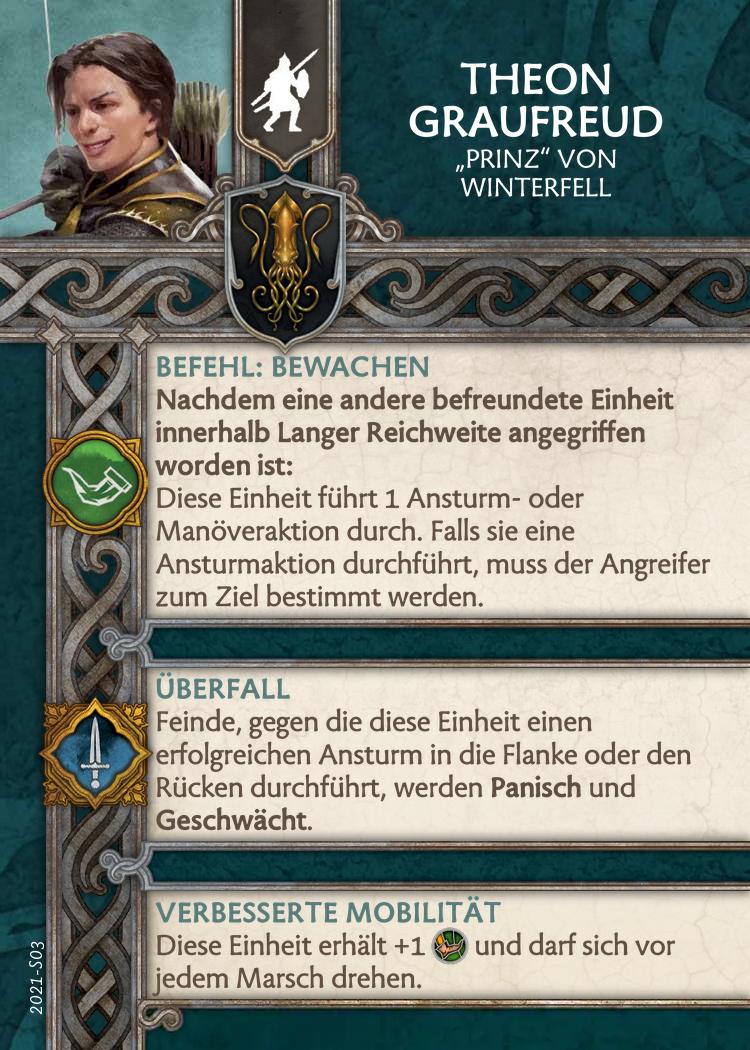 THEON
GRAUFREUD
„PRINZ“ VON
WINTERFELL
BEFEHL: BEWACHEN
Nachdem eine andere befreundete Einheit
innerhalb Langer Reichweite angegriffen
worden ist:
Diese Einheit führt 1 Ansturm- oder
Manöveraktion durch. Falls sie eine
Ansturmaktion durchführt, muss der Angreifer
zum Ziel bestimmt werden.
ÜBERFALL
Feinde, gegen die diese Einheit einen
erfolgreichen Ansturm in die Flanke oder den
Rücken durchführt, werden Panisch und
Geschwächt.
VERBESSERTE MOBILITÄT
Diese Einheit erhält +1 und darf sich vor
jedem Marsch drehen.
2021-S03